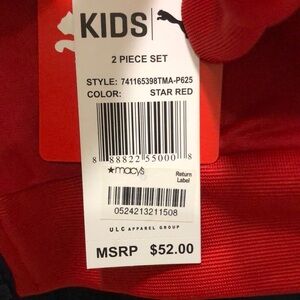 KIDS
2 PIECE SET
STYLE: 741165398TMA-P625
COLOR: STAR RED
8 88822 55000 8
★macy's
Return
Label
0524213211508
ULC APPAREL GROUP
MSRP $52.00